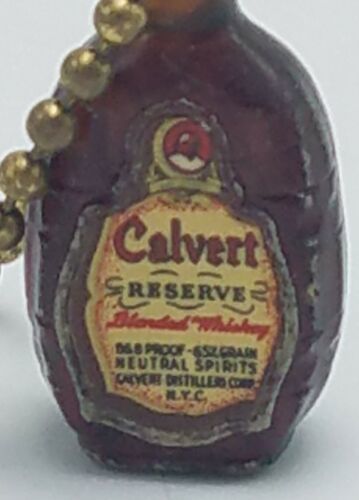 Calvert
RESERVE
Blended Whiskey
86.8 PROOF - 65% GRAIN
NEUTRAL SPIRITS
CALVERT DISTILLERS CORP.
N.Y.C.